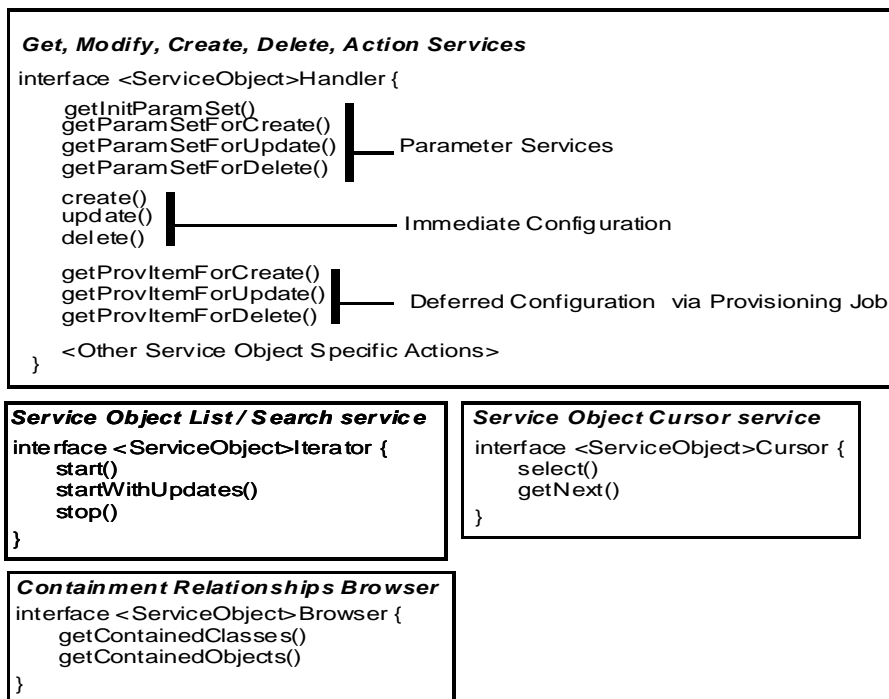 Get, Modify, Create, Delete, Action Services
interface <ServiceObject>Handler {
getInitParamSet()
getParamSetForCreate()
getParamSetForUpdate()
getParamSetForDelete()
Parameter Services
create()
update()
delete()
Immediate Configuration
getProvItemForCreate()
getProvItemForUpdate()
getProvItemForDelete()
Deferred Configuration via Provisioning Job
<Other Service Object Specific Actions>
}
Service Object List / Search service
interface <ServiceObject>Iterator {
start()
startWithUpdates()
stop()
}
Service Object Cursor service
interface <ServiceObject>Cursor {
select()
getNext()
}
Containment Relationships Browser
interface <ServiceObject>Browser {
getContainedClasses()
getContainedObjects()
}